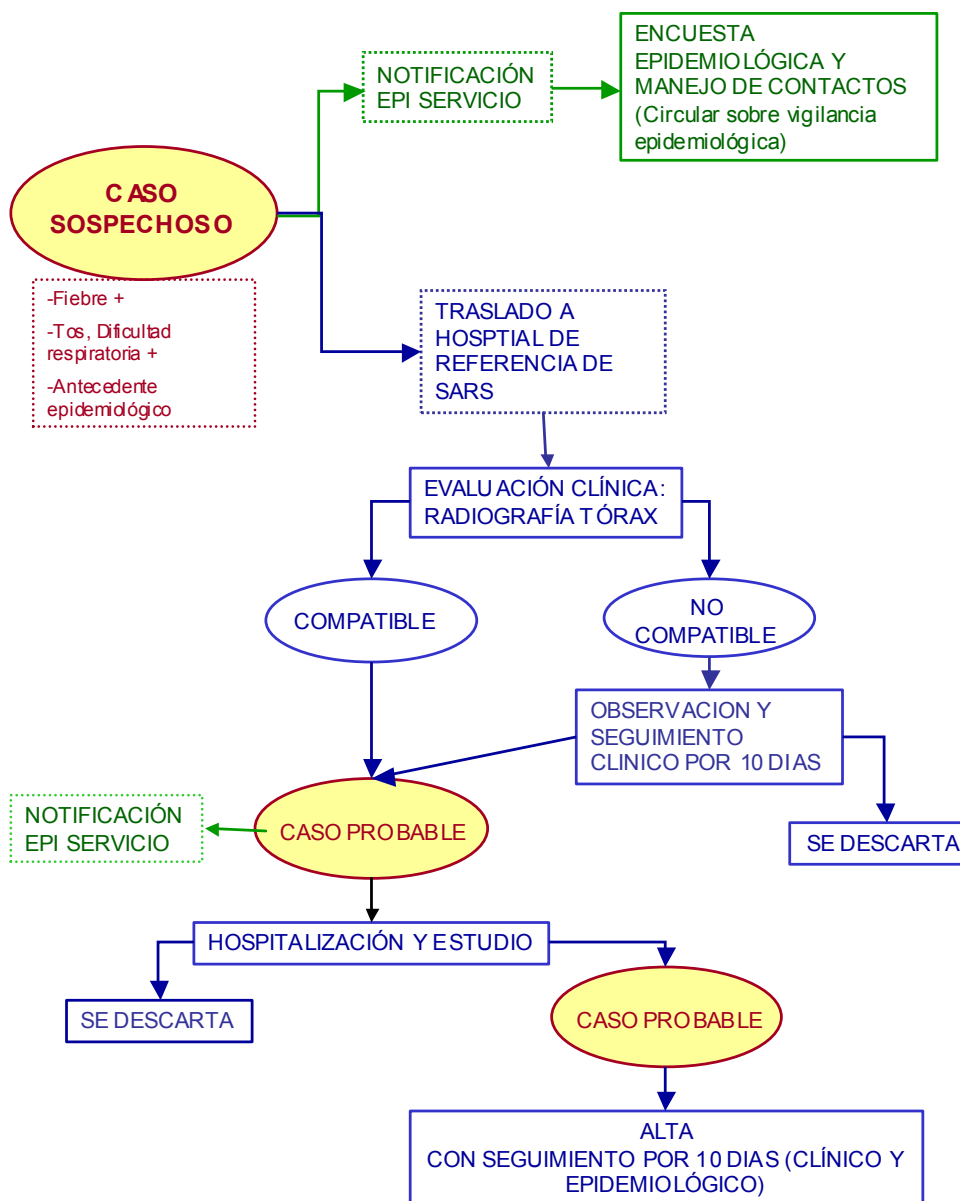 NOTIFICACIÓN
EPI SERVICIO
ENCUESTA
EPIDEMIOLÓGICA Y
MANEJO DE CONTACTOS
(Circular sobre vigilancia
epidemiológica)
CASO
SOSPECHOSO
-Fiebre +
-Tos, Dificultad
respiratoria +
-Antecedente
epidemiológico
TRASLADO A
HOSPTIAL DE
REFERENCIA DE
SARS
EVALUACIÓN CLÍNICA:
RADIOGRAFÍA TÓRAX
COMPATIBLE
NO
COMPATIBLE
OBSERVACION Y
SEGUIMIENTO
CLINICO POR 10 DIAS
NOTIFICACIÓN
EPI SERVICIO
CASO PROBABLE
SE DESCARTA
HOSPITALIZACIÓN Y ESTUDIO
SE DESCARTA
CASO PROBABLE
ALTA
CON SEGUIMIENTO POR 10 DIAS (CLÍNICO Y
EPIDEMIOLÓGICO)